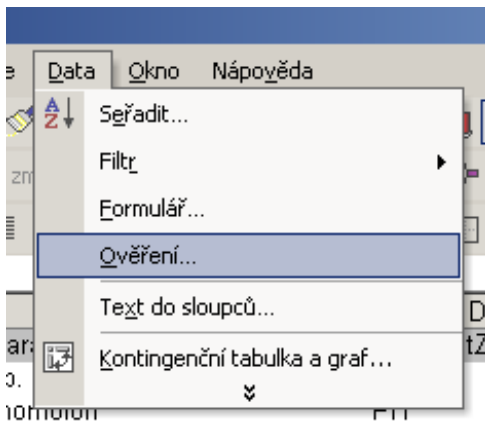 Data Okno Nápověda
Seřadit...
Filtr
Formulář...
Ověření...
Text do sloupců...
Kontingenční tabulka a graf...